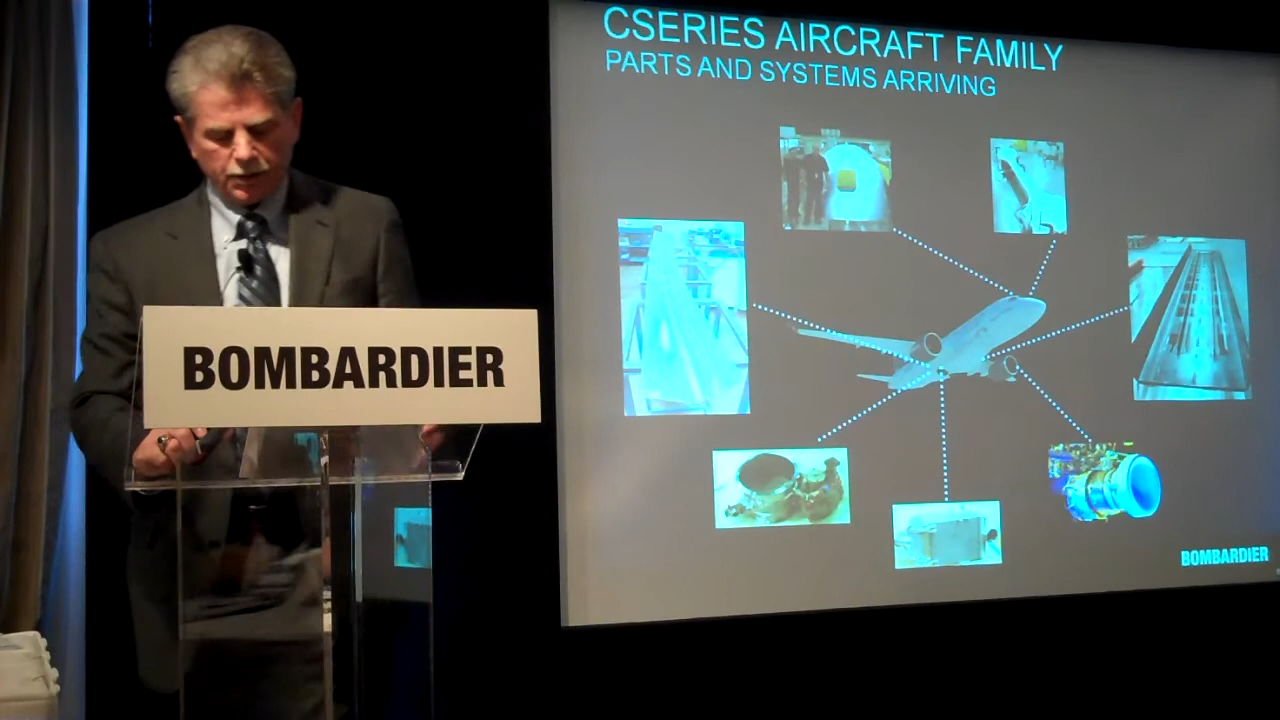 CSERIES AIRCRAFT FAMILY
PARTS AND SYSTEMS ARRIVING
BOMBARDIER
BOMBARDIER